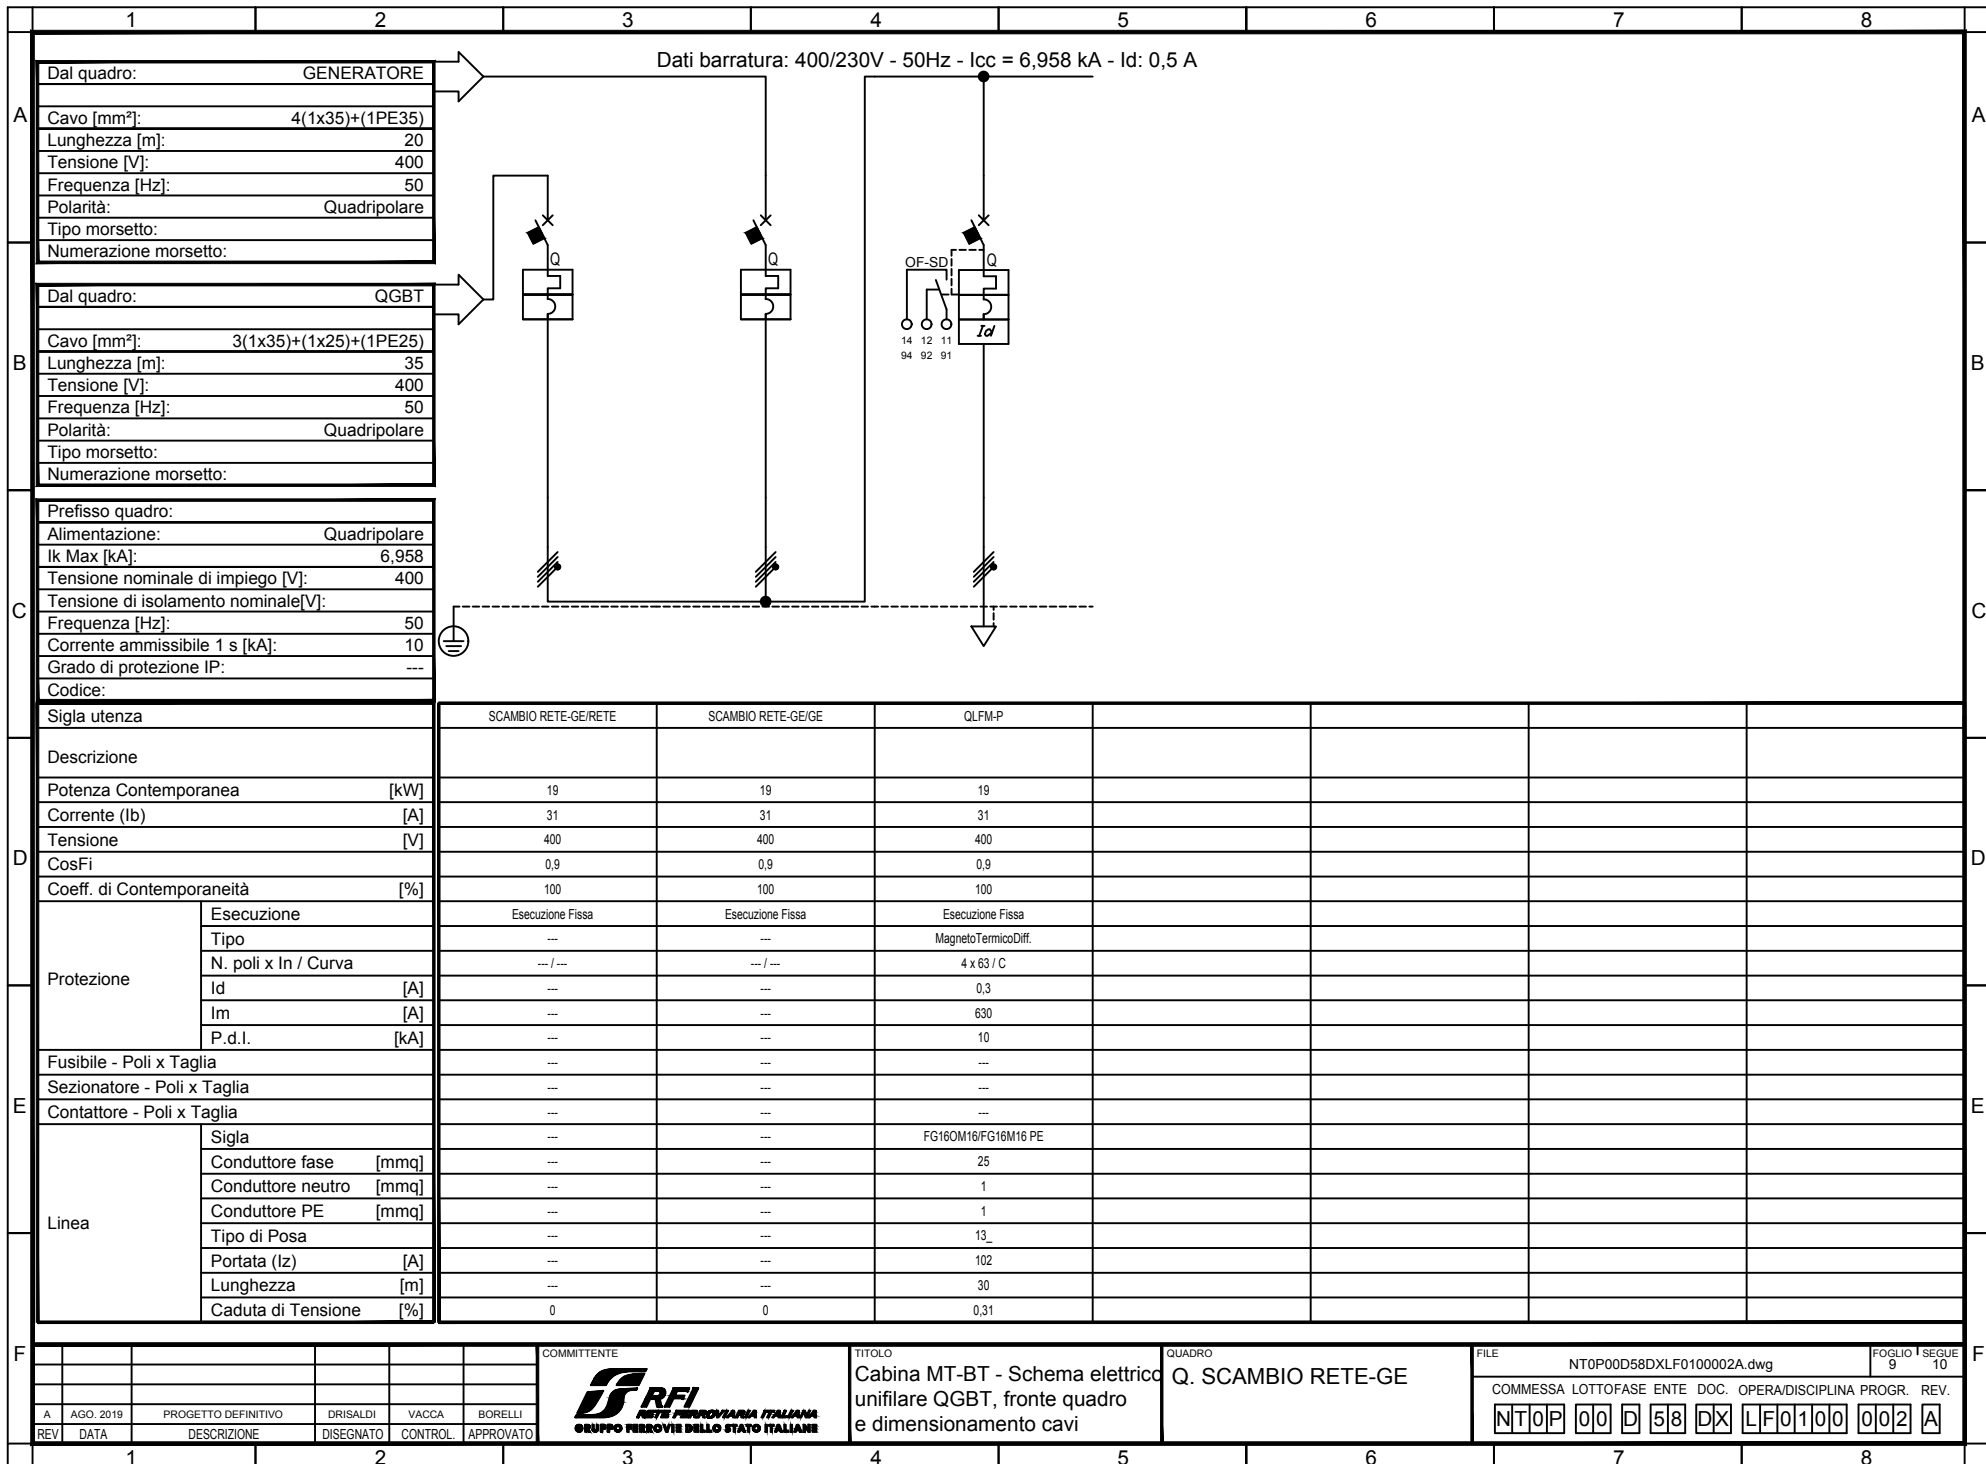 1 2 3 4 5 6 7 8
A
B
C
D
E
F
Dati barratura: 400/230V - 50Hz - Icc = 6,958 kA - Id: 0,5 A
Dal quadro: GENERATORE
Cavo [mm²]: 4(1x35)+(1PE35)
Lunghezza [m]: 20
Tensione [V]: 400
Frequenza [Hz]: 50
Polarità: Quadripolare
Tipo morsetto:
Numerazione morsetto:
Dal quadro: QGBT
Cavo [mm²]: 3(1x35)+(1x25)+(1PE25)
Lunghezza [m]: 35
Tensione [V]: 400
Frequenza [Hz]: 50
Polarità: Quadripolare
Tipo morsetto:
Numerazione morsetto:
Prefisso quadro:
Alimentazione: Quadripolare
Ik Max [kA]: 6,958
Tensione nominale di impiego [V]: 400
Tensione di isolamento nominale[V]:
Frequenza [Hz]: 50
Corrente ammissibile 1 s [kA]: 10
Grado di protezione IP: ---
Codice:
Q
Q
OF-SD Q
Id
14 12 11
94 92 91
Sigla utenza SCAMBIO RETE-GE/RETE SCAMBIO RETE-GE/GE QLFM-P
Descrizione
Potenza Contemporanea [kW] 19 19 19
Corrente (Ib) [A] 31 31 31
Tensione [V] 400 400 400
CosFi 0,9 0,9 0,9
Coeff. di Contemporaneità [%] 100 100 100
Protezione
Esecuzione Esecuzione Fissa Esecuzione Fissa Esecuzione Fissa
Tipo --- --- MagnetoTermicoDiff.
N. poli x In / Curva --- / --- --- / --- 4 x 63 / C
Id [A] --- --- 0,3
Im [A] --- --- 630
P.d.I. [kA] --- --- 10
Fusibile - Poli x Taglia --- --- ---
Sezionatore - Poli x Taglia --- --- ---
Contattore - Poli x Taglia --- --- ---
Linea
Sigla --- --- FG16OM16/FG16M16 PE
Conduttore fase [mmq] --- --- 25
Conduttore neutro [mmq] --- --- 1
Conduttore PE [mmq] --- --- 1
Tipo di Posa --- --- 13_
Portata (Iz) [A] --- --- 102
Lunghezza [m] --- --- 30
Caduta di Tensione [%] 0 0 0,31
A AGO. 2019 PROGETTO DEFINITIVO DRISALDI VACCA BORELLI
REV DATA DESCRIZIONE DISEGNATO CONTROL. APPROVATO
COMMITTENTE
RFI
RETE FERROVIARIA ITALIANA
GRUPPO FERROVIE DELLO STATO ITALIANE
TITOLO
Cabina MT-BT - Schema elettrico
unifilare QGBT, fronte quadro
e dimensionamento cavi
QUADRO
Q. SCAMBIO RETE-GE
FILE
NT0P00D58DXLF0100002A.dwg
FOGLIO SEGUE
9 10
COMMESSA LOTTO FASE ENTE DOC. OPERA/DISCIPLINA PROGR. REV.
NT0P 00 D 58 DX LF0100 002 A
A
B
C
D
E
F
1 2 3 4 5 6 7 8